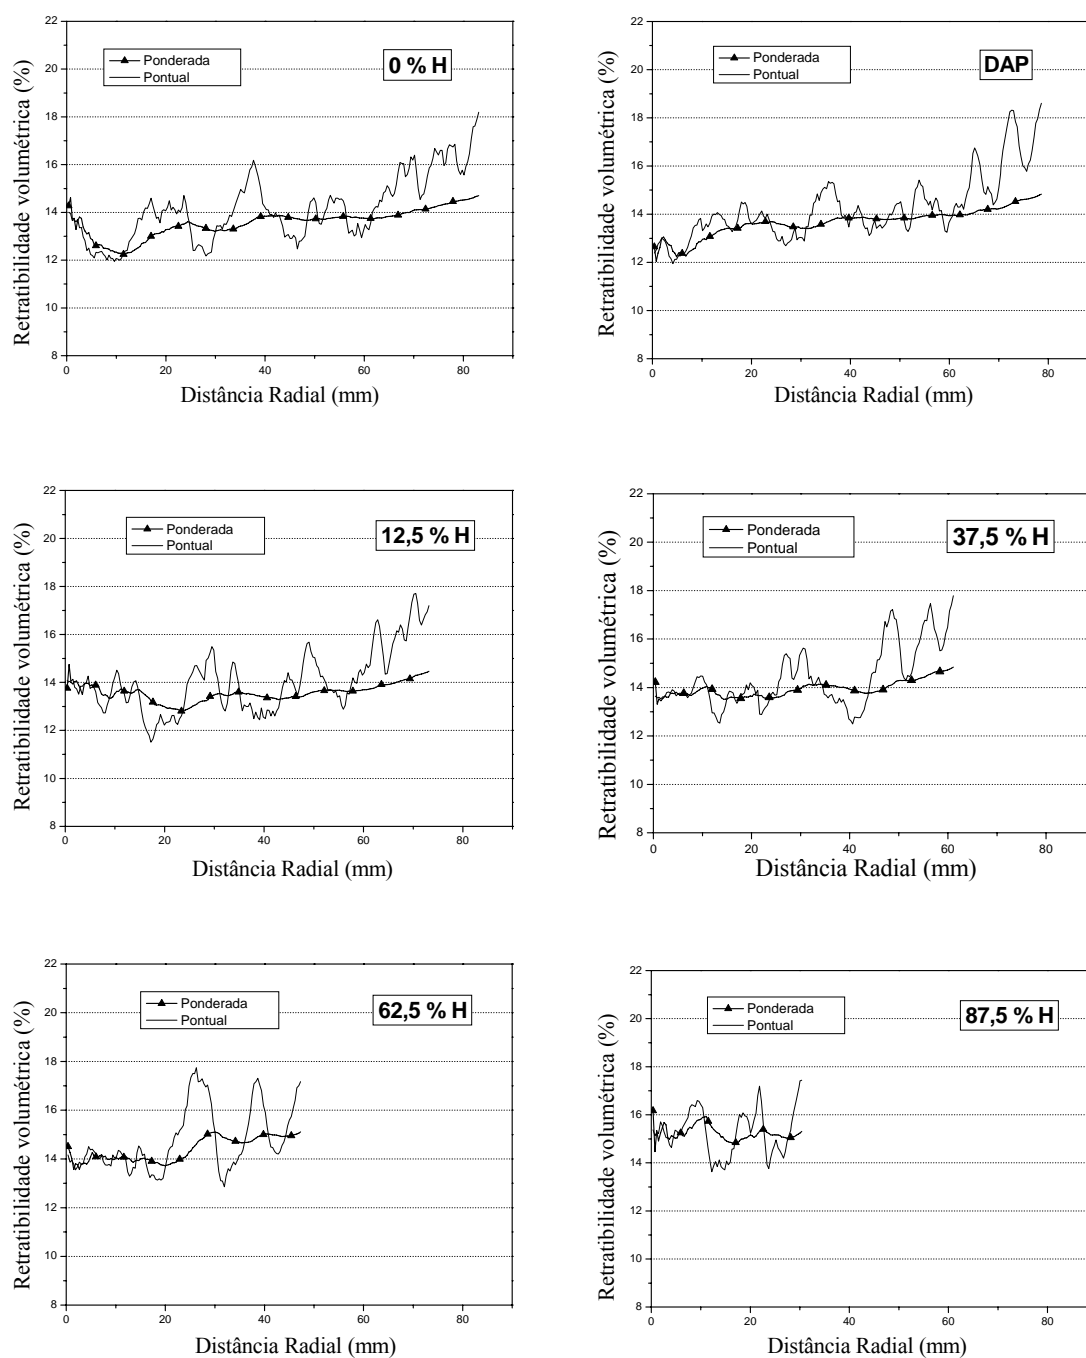 22
20
18
16
14
12
10
8
0
20
40
60
80
Retratibilidade volumétrica (%)
Distância Radial (mm)
Ponderada
Pontual
0 % H
22
20
18
16
14
12
10
8
0
20
40
60
80
Retratibilidade volumétrica (%)
Distância Radial (mm)
Ponderada
Pontual
DAP
22
20
18
16
14
12
10
8
0
20
40
60
80
Retratibilidade volumétrica (%)
Distância Radial (mm)
Ponderada
Pontual
12,5 % H
22
20
18
16
14
12
10
8
0
20
40
60
80
Retratibilidade volumétrica (%)
Distância Radial (mm)
Ponderada
Pontual
37,5 % H
22
20
18
16
14
12
10
8
0
20
40
60
80
Retratibilidade volumétrica (%)
Distância Radial (mm)
Ponderada
Pontual
62,5 % H
22
20
18
16
14
12
10
8
0
20
40
60
80
Retratibilidade volumétrica (%)
Distância Radial (mm)
Ponderada
Pontual
87,5 % H